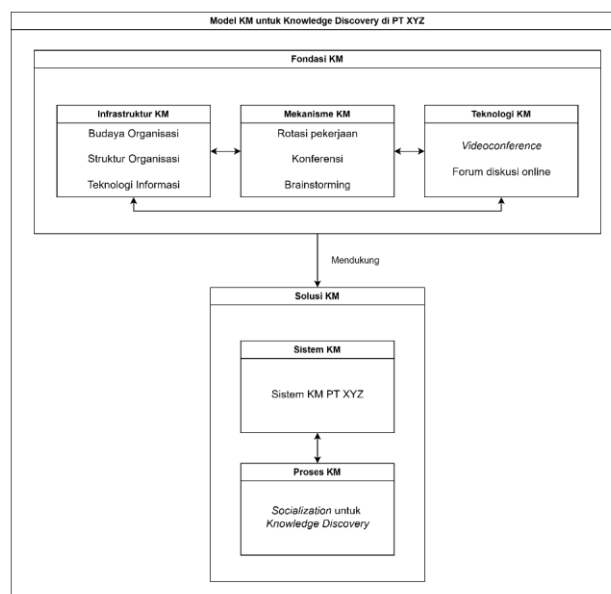 Model KM untuk Knowledge Discovery di PT XYZ
Fondasi KM
Infrastruktur KM
Budaya Organisasi
Struktur Organisasi
Teknologi Informasi
Mekanisme KM
Rotasi pekerjaan
Konferensi
Brainstorming
Teknologi KM
Videoconference
Forum diskusi online
Mendukung
Solusi KM
Sistem KM
Sistem KM PT XYZ
Proses KM
Socialization untuk
Knowledge Discovery